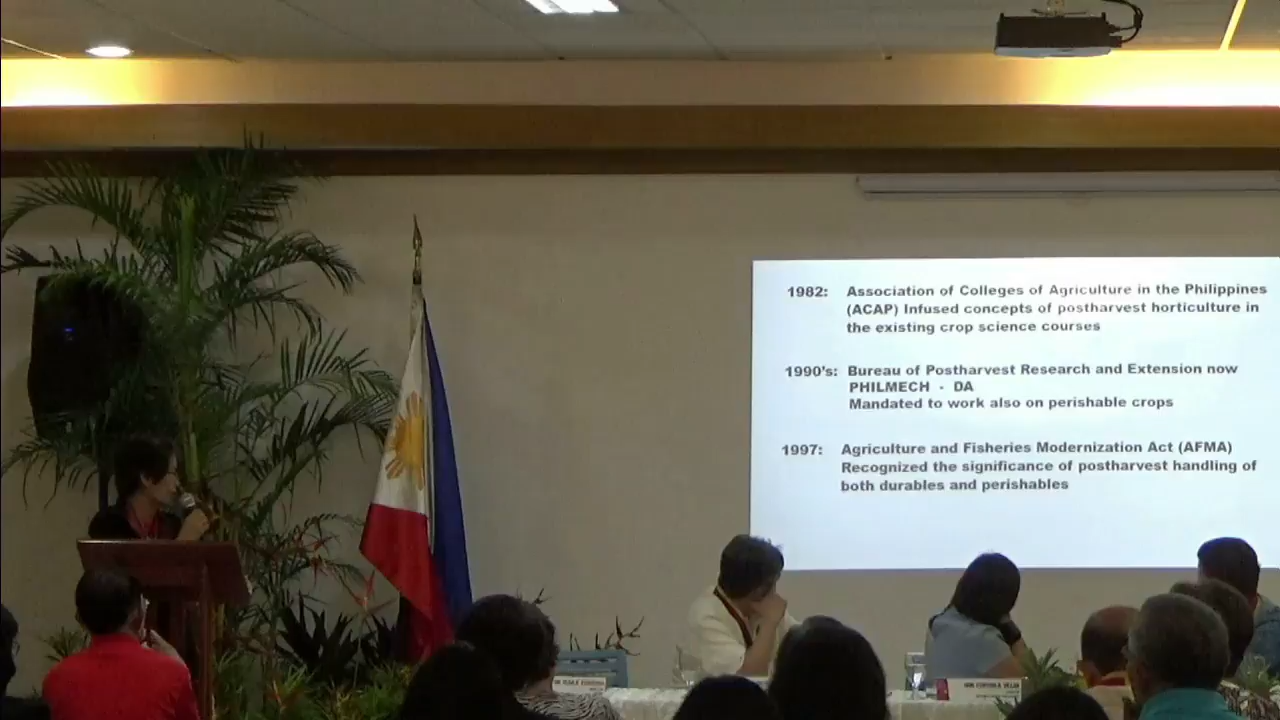 1982: Association of Colleges of Agriculture in the Philippines
(ACAP) Infused concepts of postharvest horticulture in
the existing crop science courses
1990's: Bureau of Postharvest Research and Extension now
PHILMECH - DA
Mandated to work also on perishable crops
1997: Agriculture and Fisheries Modernization Act (AFMA)
Recognized the significance of postharvest handling of
both durables and perishables